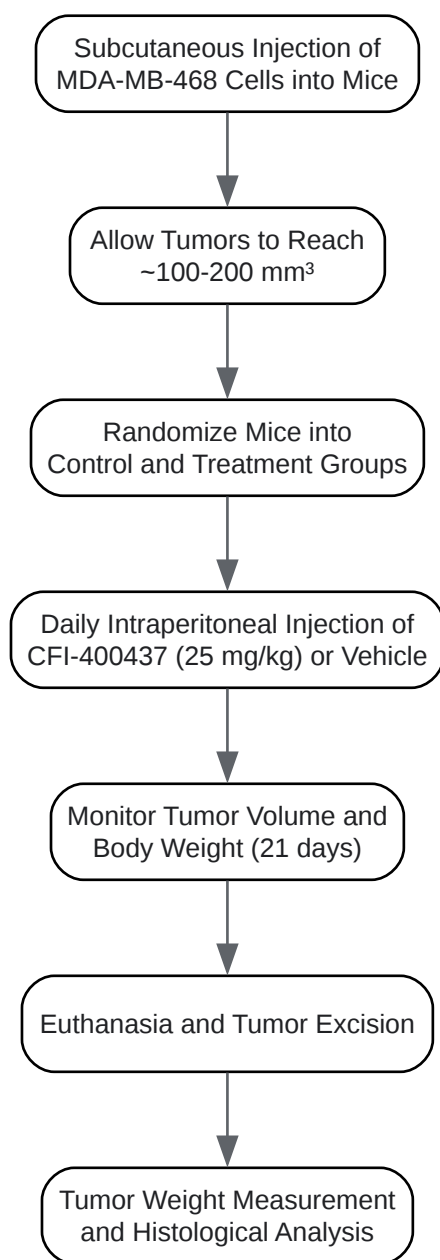 Subcutaneous Injection of
MDA-MB-468 Cells into Mice
Allow Tumors to Reach
~100-200 mm³
Randomize Mice into
Control and Treatment Groups
Daily Intraperitoneal Injection of
CFI-400437 (25 mg/kg) or Vehicle
Monitor Tumor Volume and
Body Weight (21 days)
Euthanasia and Tumor Excision
Tumor Weight Measurement
and Histological Analysis